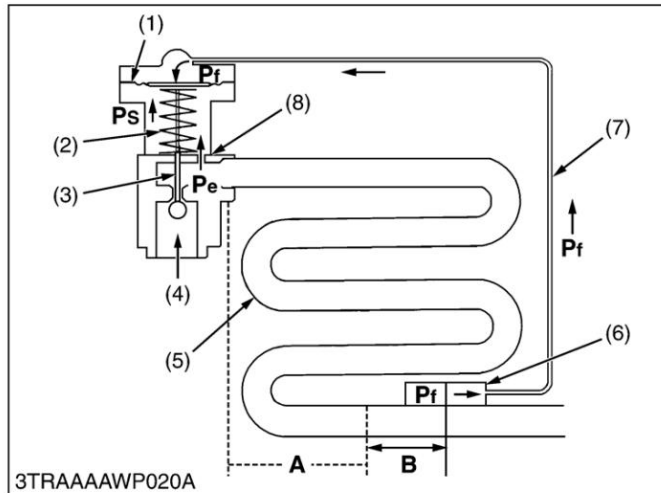 (1)
Pf
Ps
(8)
(2)
(7)
(3)
Pe
Pf
(4)
(5)
(6)
Pf
A
B
3TRAAAAWP020A